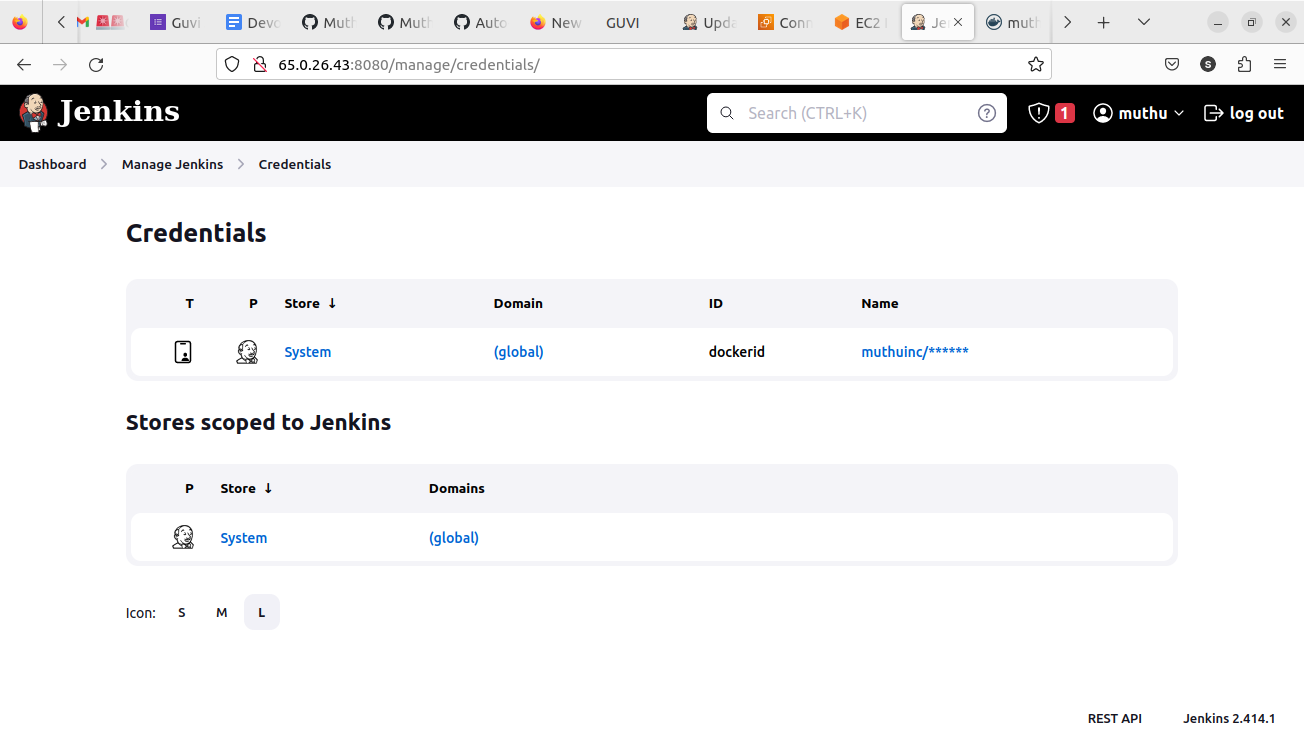 Guvi Devo Muth Muth Auto New GUVI Upda Conn EC2 Je muth
65.0.26.43:8080/manage/credentials/ S
Jenkins Search (CTRL+K) ? 1 muthu log out
Dashboard Manage Jenkins Credentials
Credentials
T P Store ↓ Domain ID Name
System (global) dockerid muthuinc/******
Stores scoped to Jenkins
P Store ↓ Domains
System (global)
Icon: S M L
REST API Jenkins 2.414.1